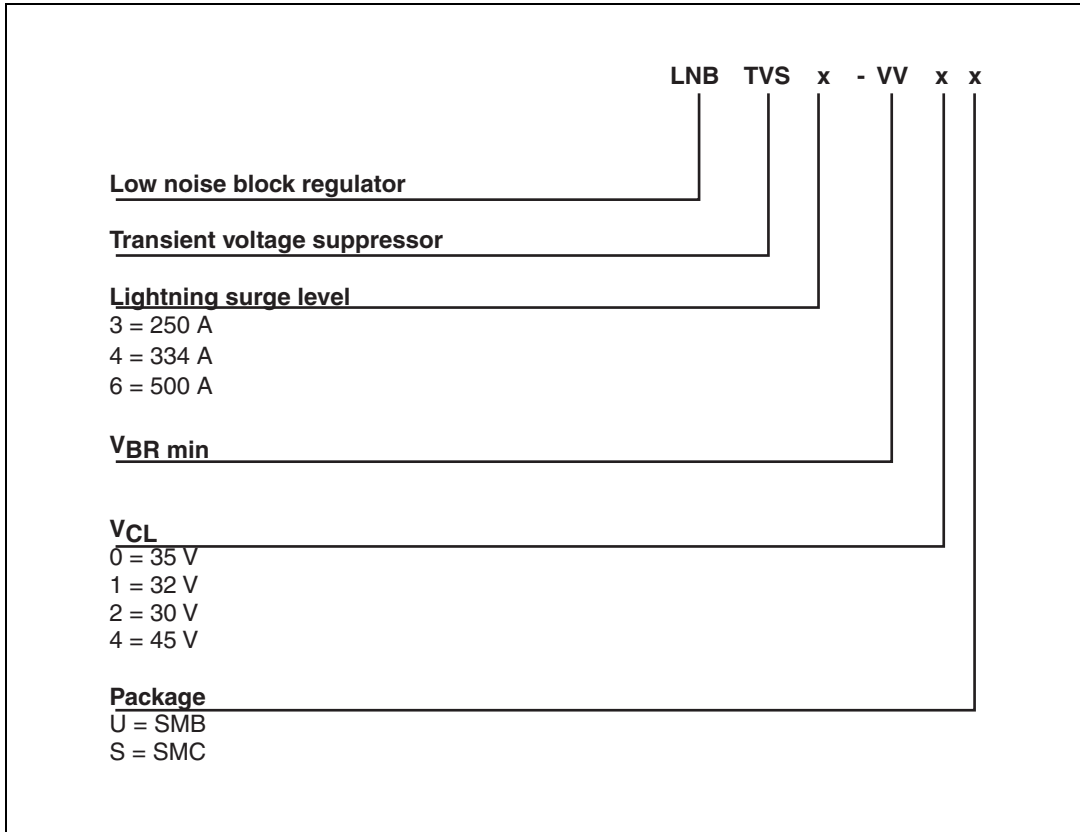 LNB TVS x - VV x x
Low noise block regulator
Transient voltage suppressor
Lightning surge level
3 = 250 A
4 = 334 A
6 = 500 A
VBR min
VCL
0 = 35 V
1 = 32 V
2 = 30 V
4 = 45 V
Package
U = SMB
S = SMC